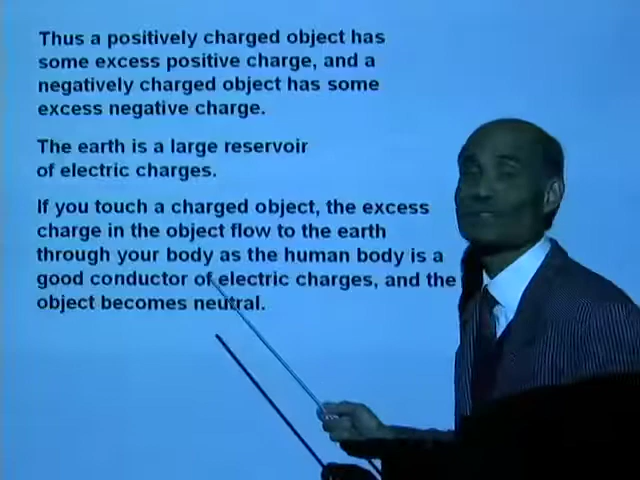 Thus a positively charged object has
some excess positive charge, and a
negatively charged object has some
excess negative charge.
The earth is a large reservoir
of electric charges.
If you touch a charged object, the excess
charge in the object flow to the earth
through your body as the human body is a
good conductor of electric charges, and the
object becomes neutral.